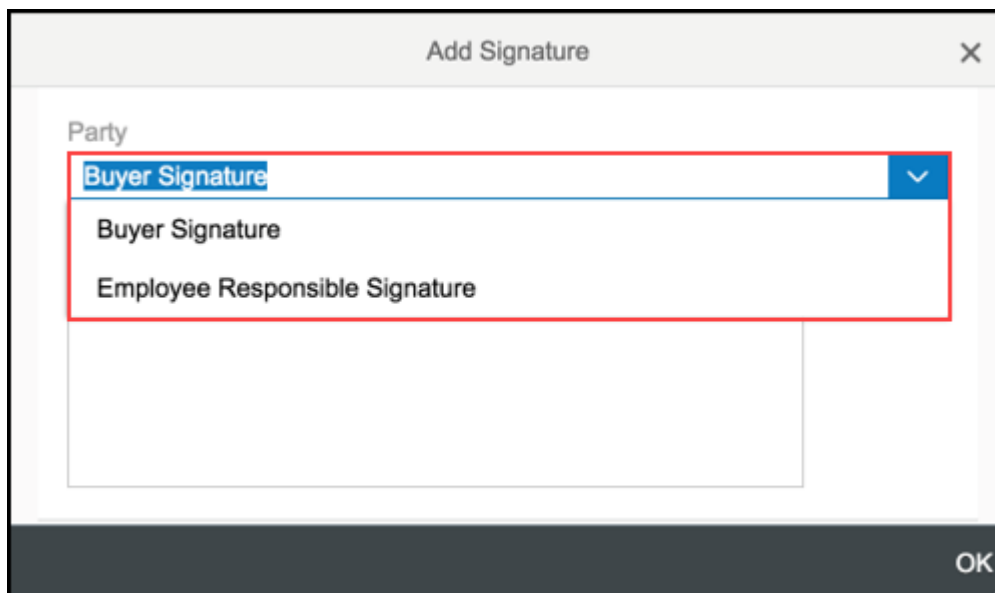 Add Signature
Party
Buyer Signature
Buyer Signature
Employee Responsible Signature
OK